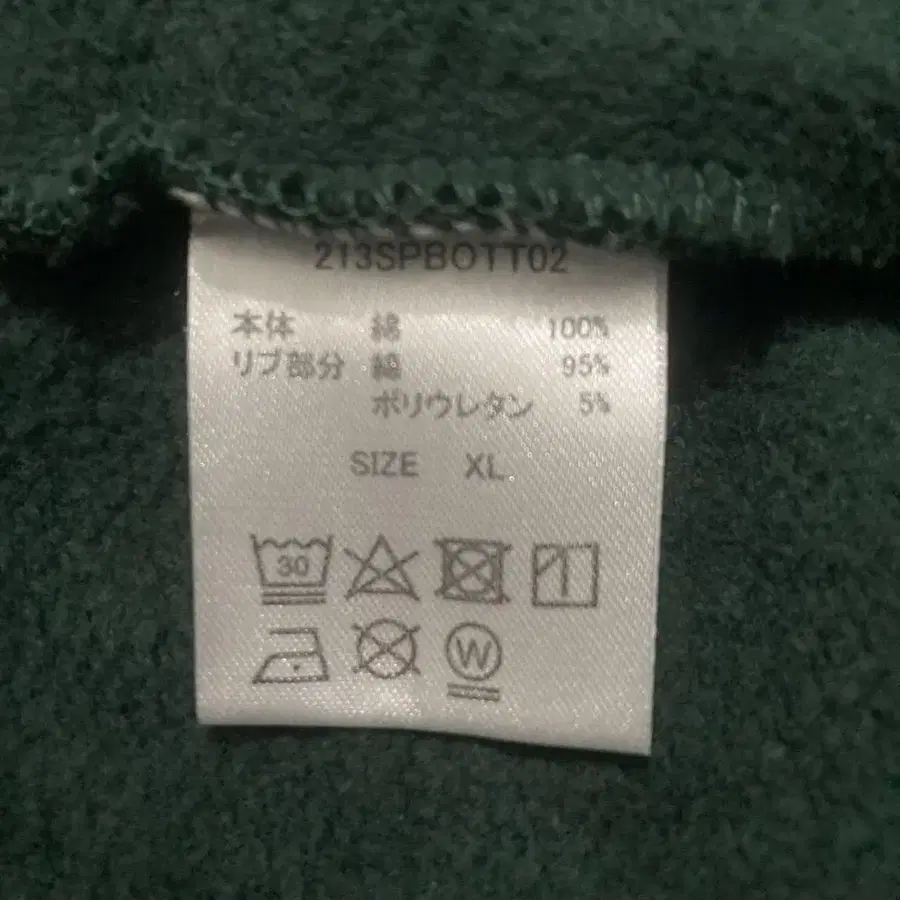 213SPBOTT02
本体 綿 100%
リブ部分 綿 95%
ポリウレタン 5%
SIZE XL
30
W